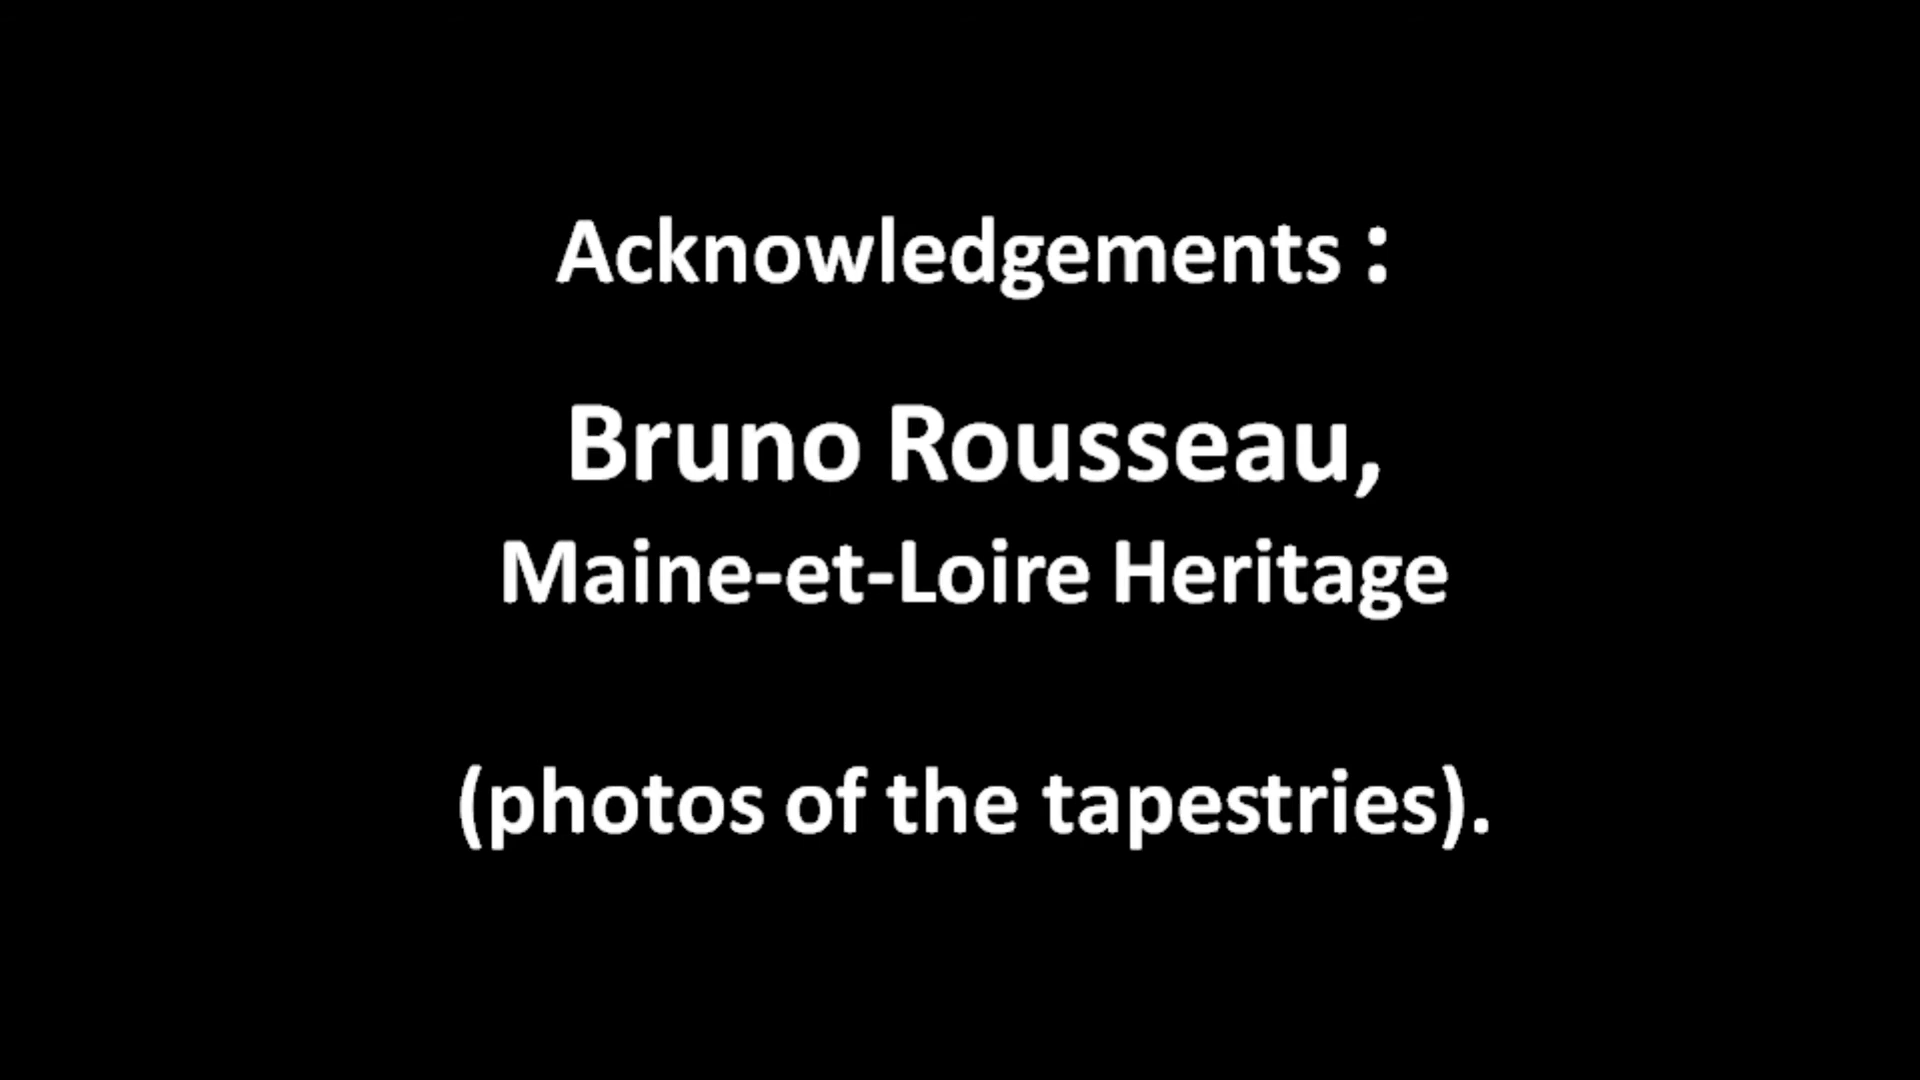 Acknowledgements :
Bruno Rousseau,
Maine-et-Loire Heritage
(photos of the tapestries).